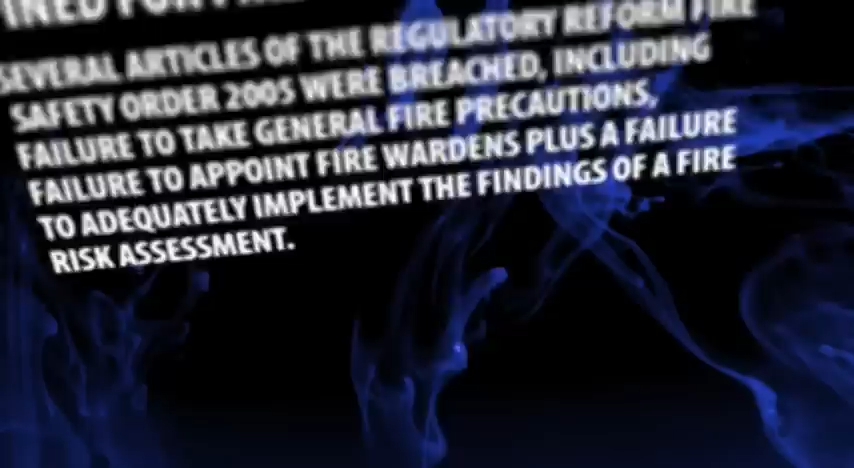 SEVERAL ARTICLES OF THE REGULATORY REFORM FIRE
SAFETY ORDER 2005 WERE BREACHED, INCLUDING
FAILURE TO TAKE GENERAL FIRE PRECAUTIONS,
FAILURE TO APPOINT FIRE WARDENS PLUS A FAILURE
TO ADEQUATELY IMPLEMENT THE FINDINGS OF A FIRE
RISK ASSESSMENT.